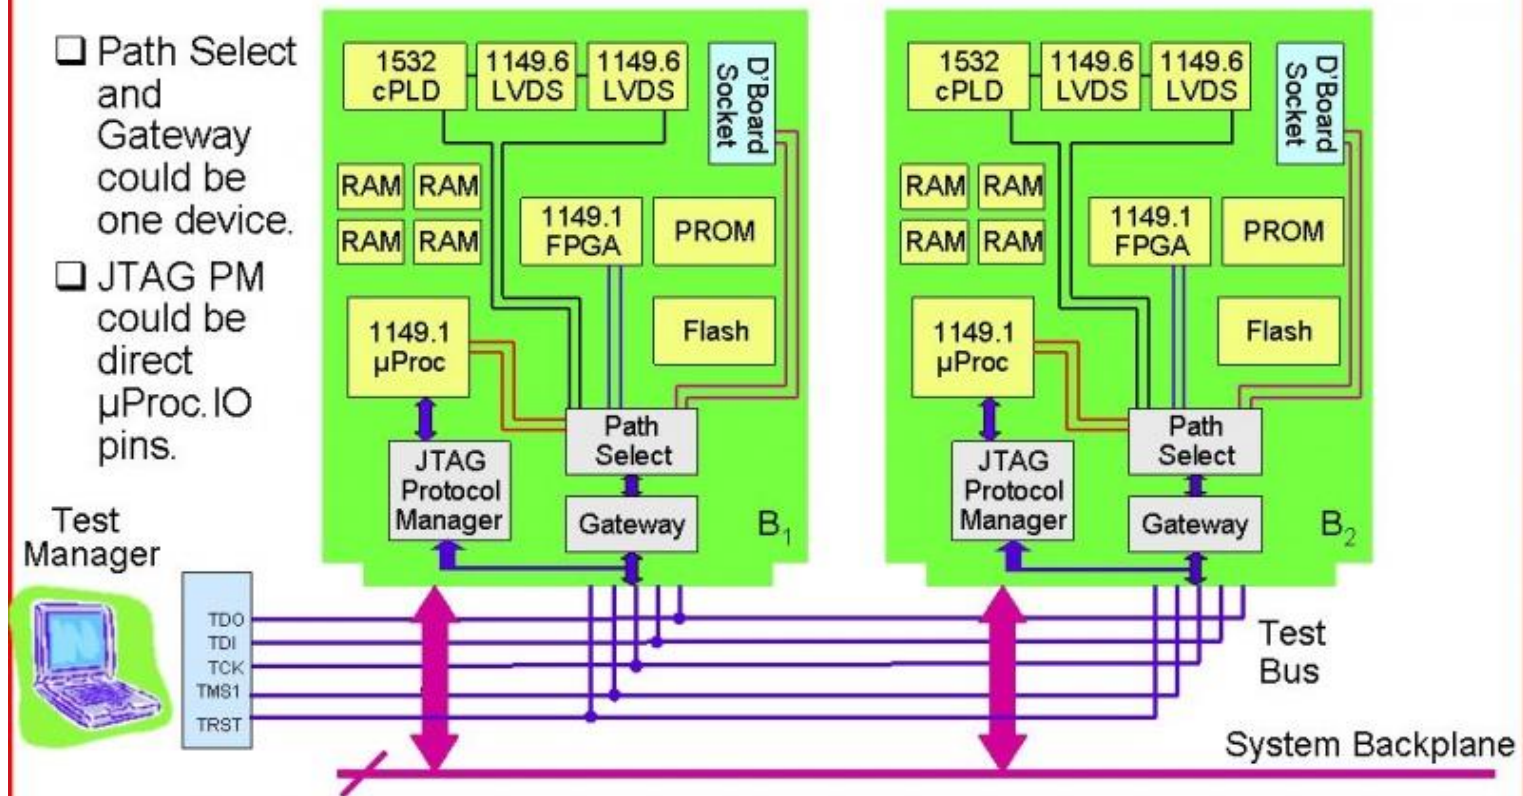 ❑ Path Select
and
Gateway
could be
one device.
❑ JTAG PM
could be
direct
µProc.IO
pins.
Test
Manager
TDO
TDI
TCK
TMS1
TRST
1532
cPLD
1149.6
LVDS
1149.6
LVDS
D'Board
Socket
RAM
RAM
RAM
RAM
1149.1
FPGA
PROM
Flash
1149.1
µProc
Path
Select
JTAG
Protocol
Manager
Gateway
B1
1532
cPLD
1149.6
LVDS
1149.6
LVDS
D'Board
Socket
RAM
RAM
RAM
RAM
1149.1
FPGA
PROM
Flash
1149.1
µProc
Path
Select
JTAG
Protocol
Manager
Gateway
B2
Test
Bus
System Backplane